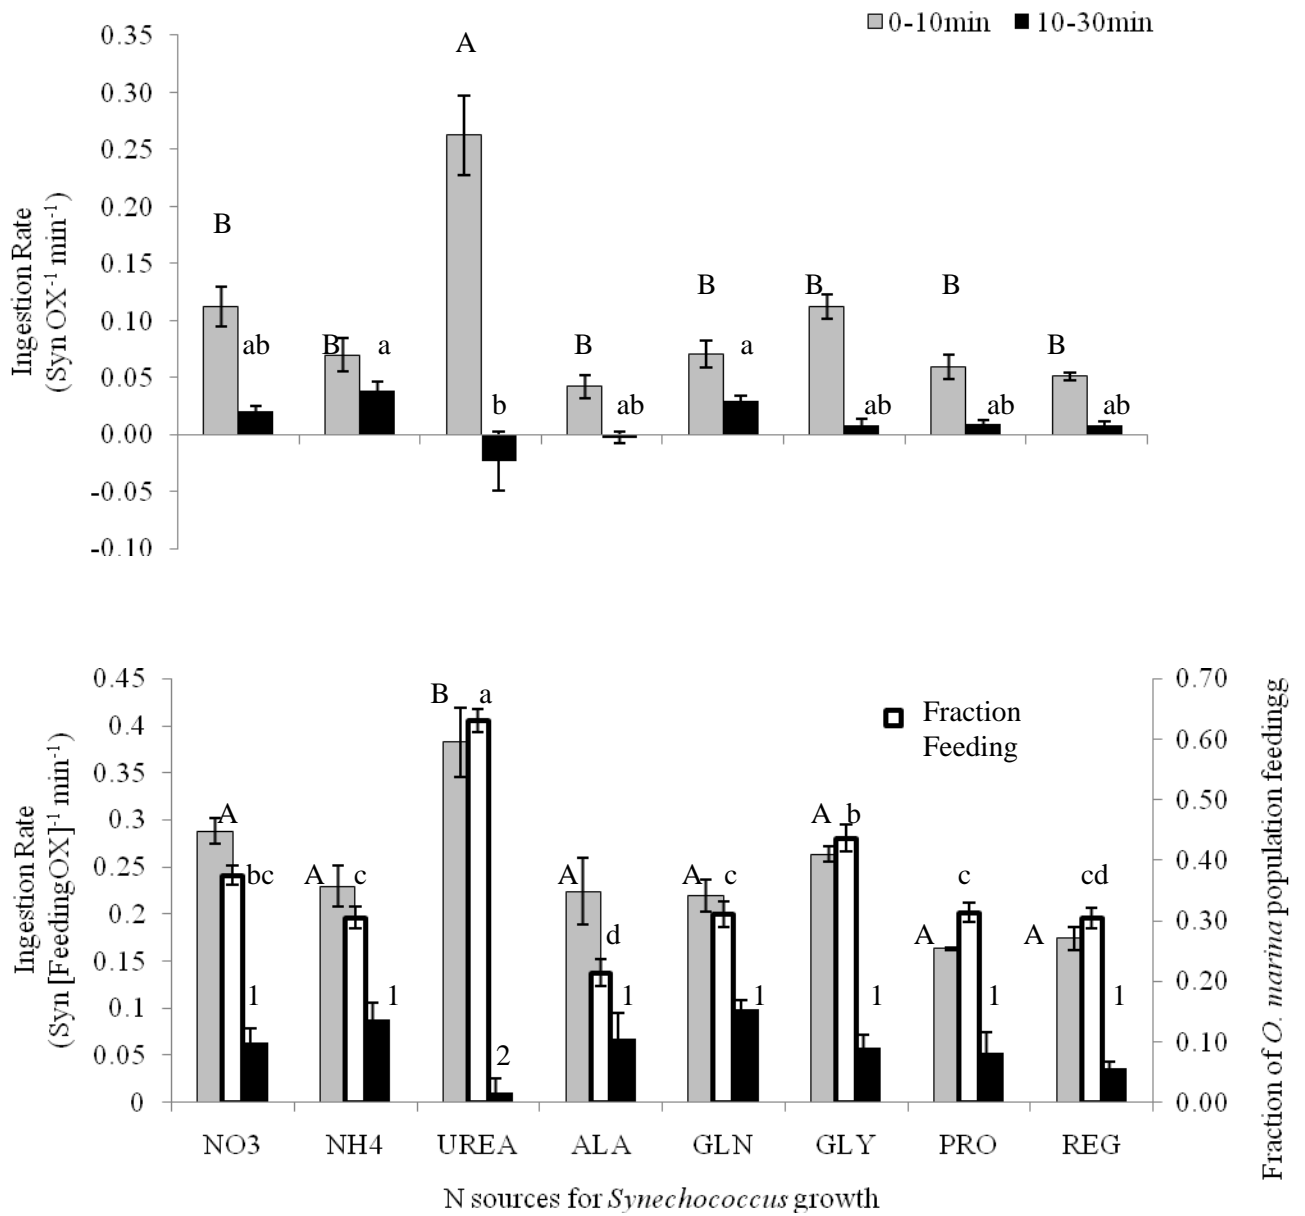 0-10min 10-30min
0.35
0.30
0.25
0.20
0.15
0.10
0.05
0.00
-0.05
-0.10
Ingestion Rate
(Syn OX⁻¹ min⁻¹)
A
B
B
B
B
B
B
B
ab
a
b
ab
a
ab
ab
ab
0.45
0.4
0.35
0.3
0.25
0.2
0.15
0.1
0.05
0
Ingestion Rate
(Syn [FeedingOX]⁻¹ min⁻¹)
Fraction
Feeding
0.70
0.60
0.50
0.40
0.30
0.20
0.10
0.00
Fraction of O. marina population feedingg
A bc 1
A c 1
B a 2
A d 1
A c 1
A b 1
A c 1
A cd 1
NO3 NH4 UREA ALA GLN GLY PRO REG
N sources for Synechococcus growth